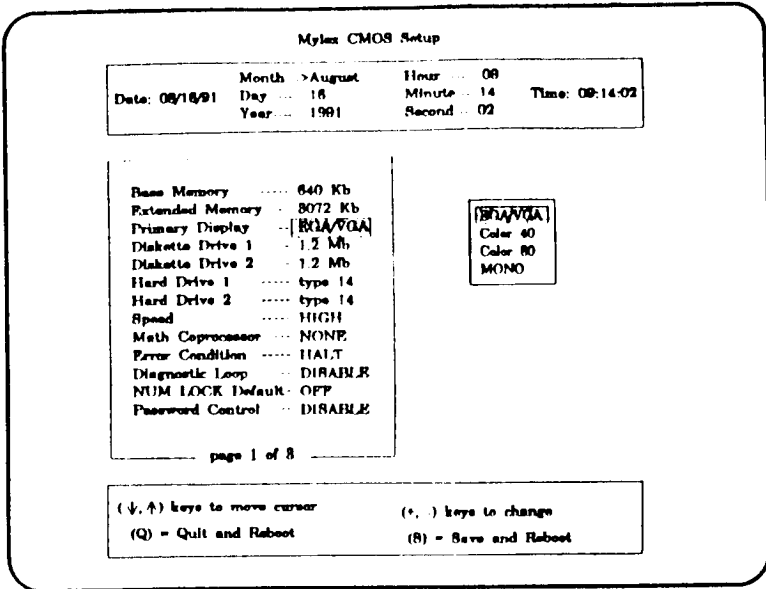 Mylex CMOS Setup
Date: 08/16/91 Month ->August Hour ... 09 Time: 09:14:02
Day ... 16 Minute .. 14
Year ... 1991 Second .. 02
Base Memory ..... 640 Kb
Extended Memory . 8072 Kb
Primary Display --[EGA/VGA]
Diskette Drive 1 - 1.2 Mb
Diskette Drive 2 - 1.2 Mb
Hard Drive 1 ----- type 14
Hard Drive 2 ----- type 14
Speed ----- HIGH
Math Coprocessor --- NONE
Error Condition ----- HALT
Diagnostic Loop -- DISABLE
NUM LOCK Default- OFF
Password Control -- DISABLE
page 1 of 3
EGA/VGA
Color 40
Color 80
MONO
(↓,↑) keys to move cursor (+,-) keys to change
(Q) = Quit and Reboot (S) = Save and Reboot